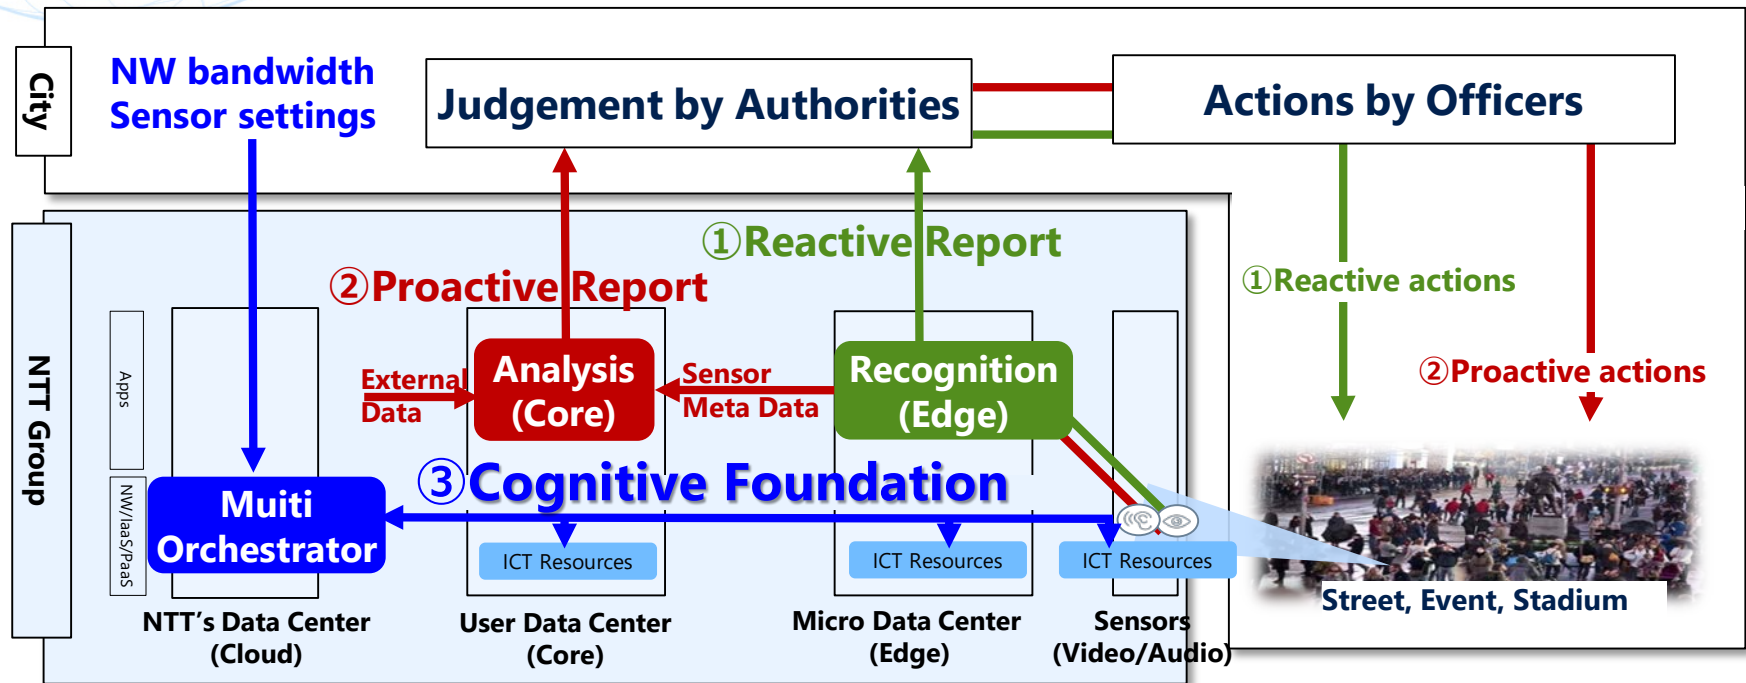 City
NW bandwidth
Sensor settings
Judgement by Authorities
Actions by Officers
NTT Group
①Reactive Report
②Proactive Report
①Reactive actions
②Proactive actions
Apps
External
Data
Analysis
(Core)
Sensor
Meta Data
Recognition
(Edge)
③Cognitive Foundation
NW/IaaS/PaaS
Muiti
Orchestrator
ICT Resources
ICT Resources
ICT Resources
Street, Event, Stadium
NTT’s Data Center
(Cloud)
User Data Center
(Core)
Micro Data Center
(Edge)
Sensors
(Video/Audio)